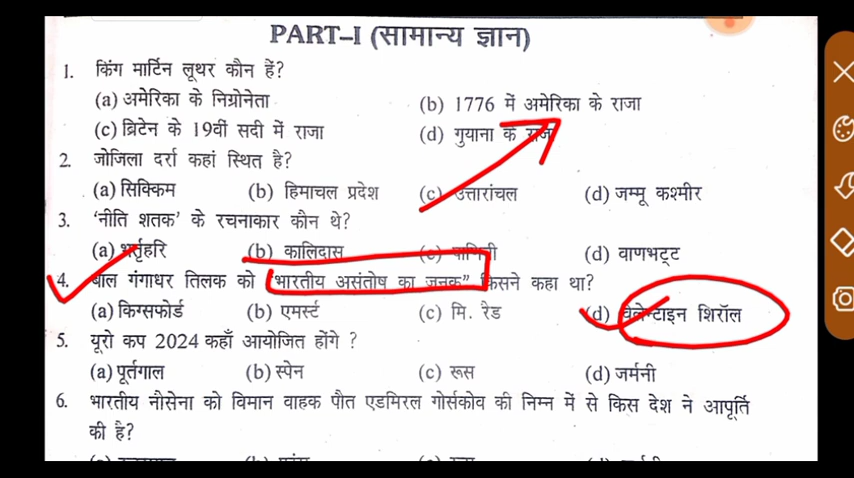 PART–I (सामान्य ज्ञान)
1. किंग मार्टिन लूथर कौन हैं?
(a) अमेरिका के निग्रोनेता (b) 1776 में अमेरिका के राजा
(c) ब्रिटेन के 19वीं सदी में राजा (d) गुयाना के राजा
2. जोजिला दर्रा कहां स्थित है?
(a) सिक्किम (b) हिमाचल प्रदेश (c) उत्तारांचल (d) जम्मू कश्मीर
3. 'नीति शतक' के रचनाकार कौन थे?
(a) भर्तृहरि (b) कालिदास (c) पाणिनी (d) वाणभट्ट
4. बाल गंगाधर तिलक को "भारतीय असंतोष का जनक" किसने कहा था?
(a) किग्सफोर्ड (b) एमर्स्ट (c) मि. रैड (d) वेलेन्टाइन शिरॉल
5. यूरो कप 2024 कहाँ आयोजित होंगे ?
(a) पूर्तगाल (b) स्पेन (c) रूस (d) जर्मनी
6. भारतीय नौसेना को विमान वाहक पौत एडमिरल गोर्सकोव की निम्न में से किस देश ने आपूर्ति
की है?